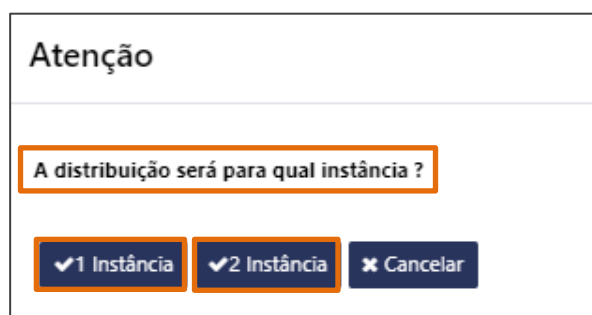 Atenção
A distribuição será para qual instância ?
✔1 Instância ✔2 Instância ✖ Cancelar